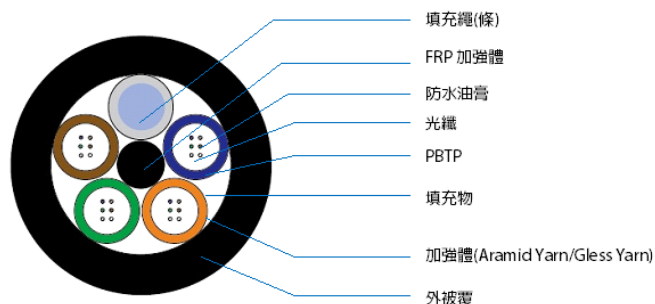 填充繩(條)
FRP 加強體
防水油膏
光纖
PBTP
填充物
加強體(Aramid Yarn/Gless Yarn)
外被覆